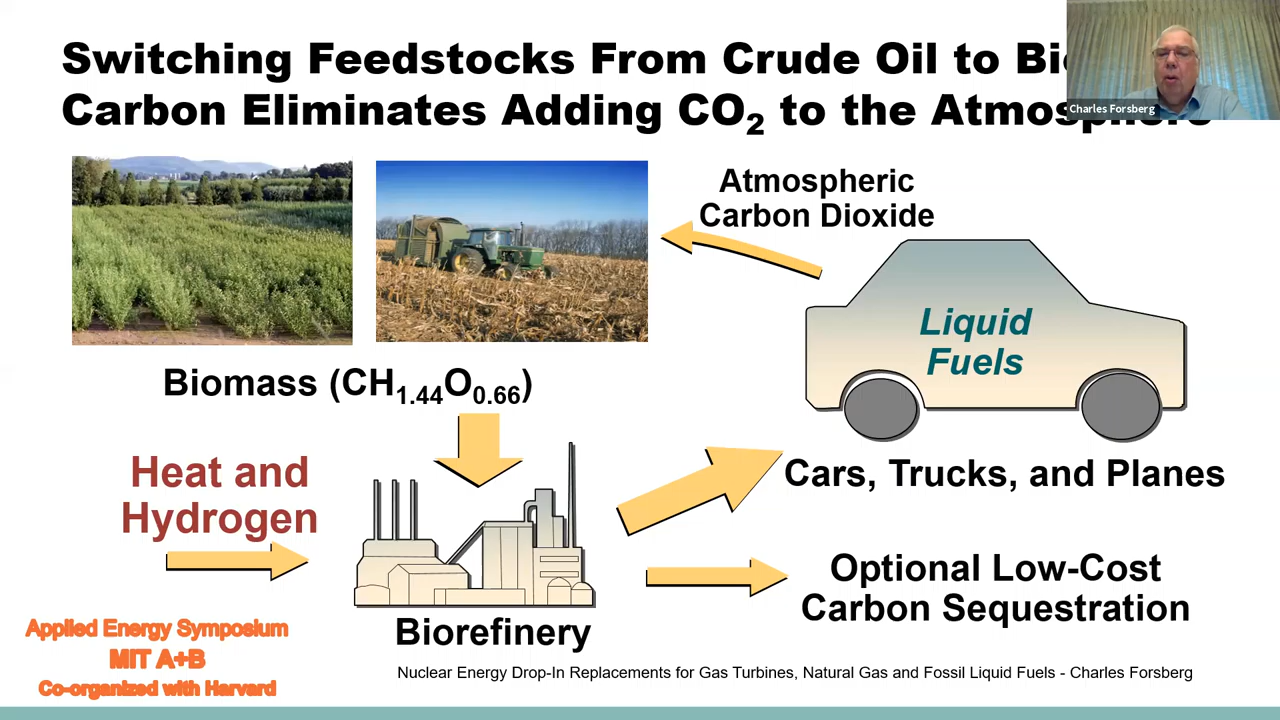 Switching Feedstocks From Crude Oil to
Carbon Eliminates Adding CO₂ to the
Charles Forsberg
Atmospheric
Carbon Dioxide
Liquid
Fuels
Biomass (CH₁.₄₄O₀.₆₆)
Heat and
Hydrogen
Cars, Trucks, and Planes
Optional Low-Cost
Carbon Sequestration
Biorefinery
Applied Energy Symposium
MIT A+B
Co-organized with Harvard
Nuclear Energy Drop-In Replacements for Gas Turbines, Natural Gas and Fossil Liquid Fuels - Charles Forsberg